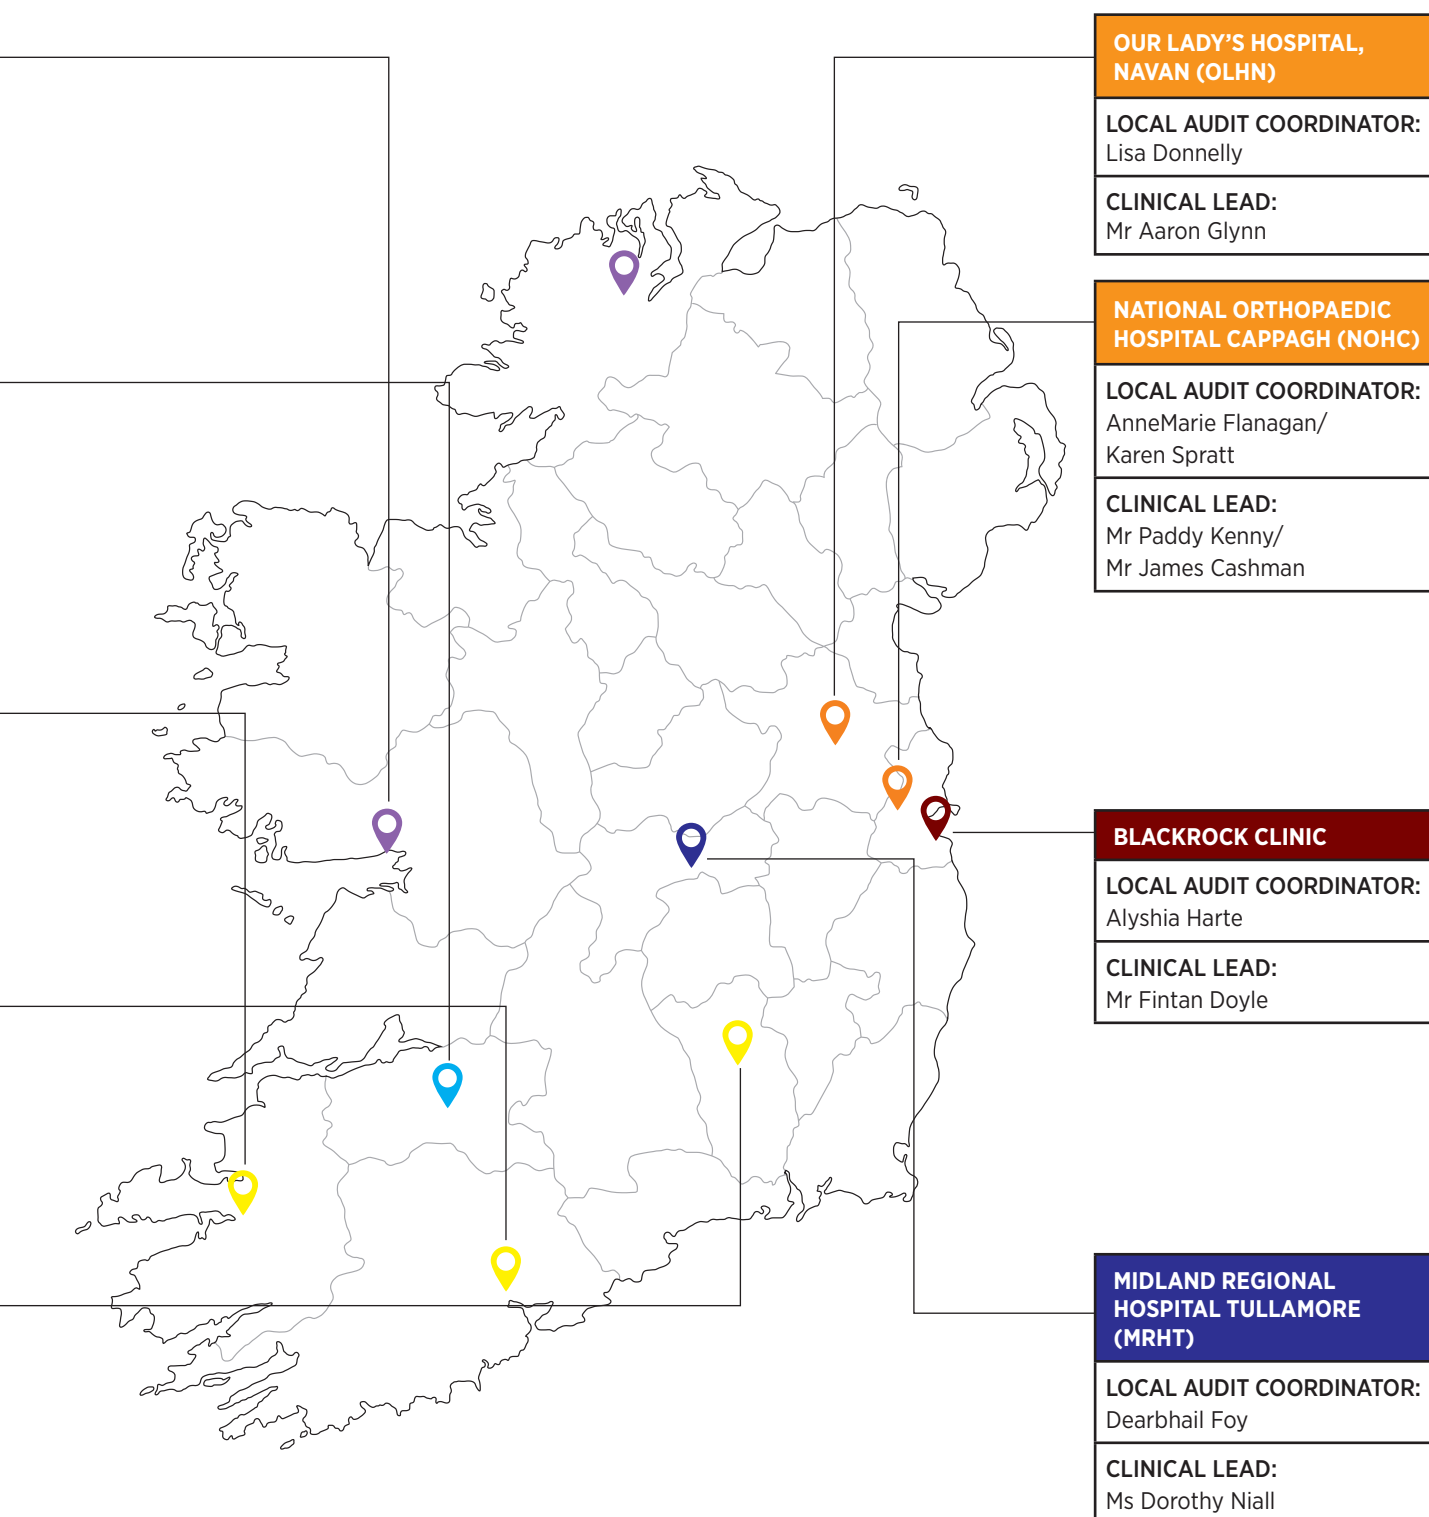 OUR LADY’S HOSPITAL,
NAVAN (OLHN)
LOCAL AUDIT COORDINATOR:
Lisa Donnelly
CLINICAL LEAD:
Mr Aaron Glynn
NATIONAL ORTHOPAEDIC
HOSPITAL CAPPAGH (NOHC)
LOCAL AUDIT COORDINATOR:
AnneMarie Flanagan/
Karen Spratt
CLINICAL LEAD:
Mr Paddy Kenny/
Mr James Cashman
BLACKROCK CLINIC
LOCAL AUDIT COORDINATOR:
Alyshia Harte
CLINICAL LEAD:
Mr Fintan Doyle
MIDLAND REGIONAL
HOSPITAL TULLAMORE
(MRHT)
LOCAL AUDIT COORDINATOR:
Dearbhail Foy
CLINICAL LEAD:
Ms Dorothy Niall